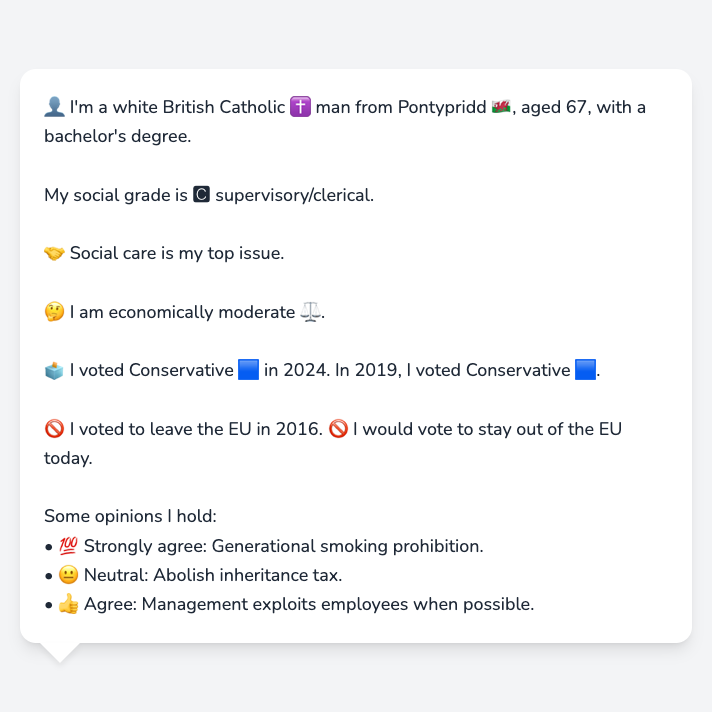 👤 I'm a white British Catholic ✝️ man from Pontypridd 🏴󠁧󠁢󠁷󠁬󠁳󠁿, aged 67, with a
bachelor's degree.
My social grade is 🅲 supervisory/clerical.
🤝 Social care is my top issue.
🤔 I am economically moderate ⚖️.
🗳️ I voted Conservative 🟦 in 2024. In 2019, I voted Conservative 🟦.
🚫 I voted to leave the EU in 2016. 🚫 I would vote to stay out of the EU
today.
Some opinions I hold:
• 💯 Strongly agree: Generational smoking prohibition.
• 😐 Neutral: Abolish inheritance tax.
• 👍 Agree: Management exploits employees when possible.